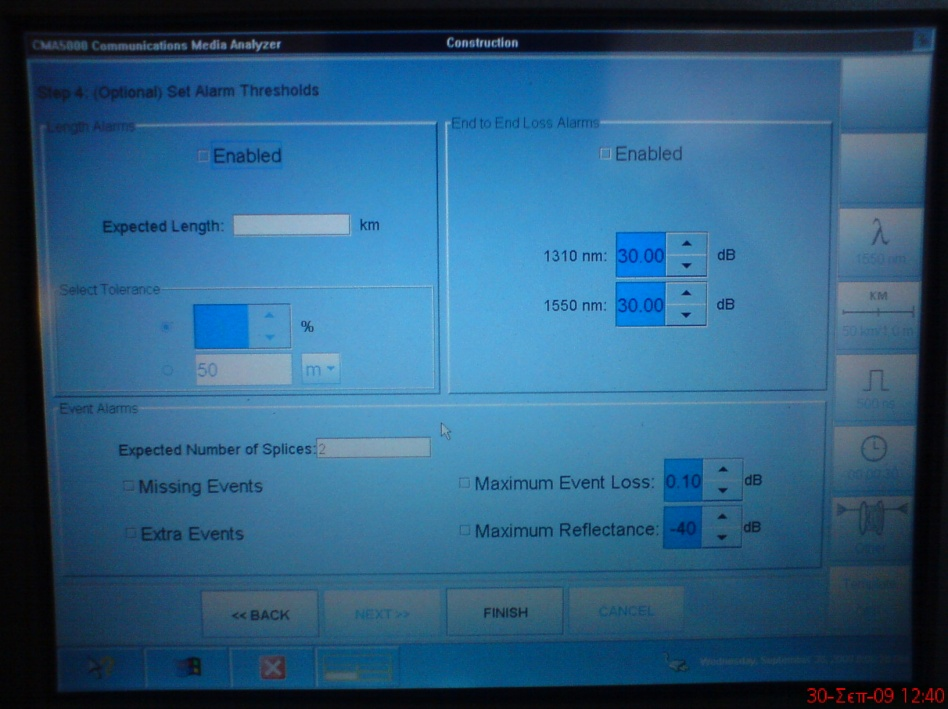 CMA5000 Communications Media Analyzer Construction
Step 4: (Optional) Set Alarm Thresholds
Length Alarms
Enabled
Expected Length: km
Select Tolerance
%
50 m
End to End Loss Alarms
Enabled
1310 nm: 30.00 dB
1550 nm: 30.00 dB
Event Alarms
Expected Number of Splices: 2
Missing Events
Extra Events
Maximum Event Loss: 0.10 dB
Maximum Reflectance: -40 dB
λ
1550 nm
KM
50 km/1.0 m
500 ns
00:00:30
Other
Template
<< BACK NEXT >> FINISH CANCEL
Wednesday, September 30,
30-Σεπ-09 12:40